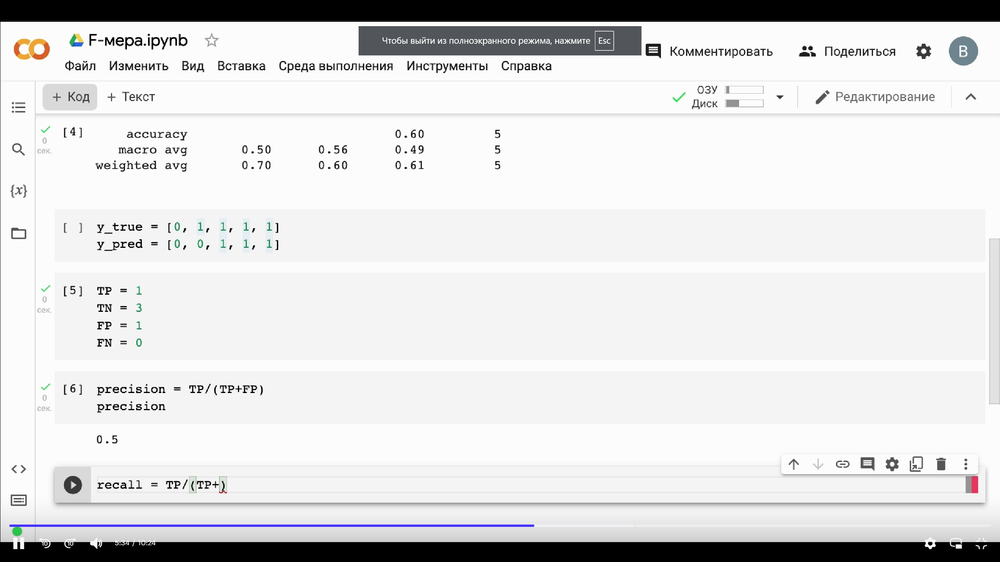 F-мера.ipynb
Чтобы выйти из полноэкранного режима, нажмите Esc
Комментировать
Поделиться
B
Файл Изменить Вид Вставка Среда выполнения Инструменты Справка
+ Код + Текст
ОЗУ
Диск
Редактирование
0
сек.
[4] accuracy 0.60 5
macro avg 0.50 0.56 0.49 5
weighted avg 0.70 0.60 0.61 5
{x}
[ ] y_true = [0, 1, 1, 1, 1]
y_pred = [0, 0, 1, 1, 1]
0
сек.
[5] TP = 1
TN = 3
FP = 1
FN = 0
0
сек.
[6] precision = TP/(TP+FP)
precision
0.5
recall = TP/(TP+)
10 10 5:34 / 10:24